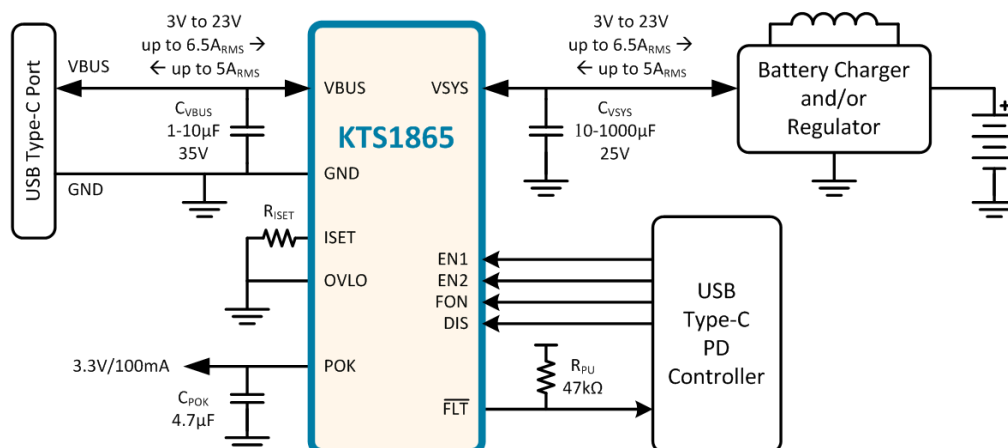 USB Type-C Port
VBUS
GND
3V to 23V
up to 6.5A_RMS →
← up to 5A_RMS
C_VBUS
1-10µF
35V
R_ISET
3.3V/100mA
C_POK
4.7µF
VBUS
GND
ISET
OVLO
POK
KTS1865
VSYS
EN1
EN2
FON
DIS
FLT
3V to 23V
up to 6.5A_RMS →
← up to 5A_RMS
C_VSYS
10-1000µF
25V
Battery Charger
and/or
Regulator
+
R_PU
47kΩ
USB
Type-C
PD
Controller